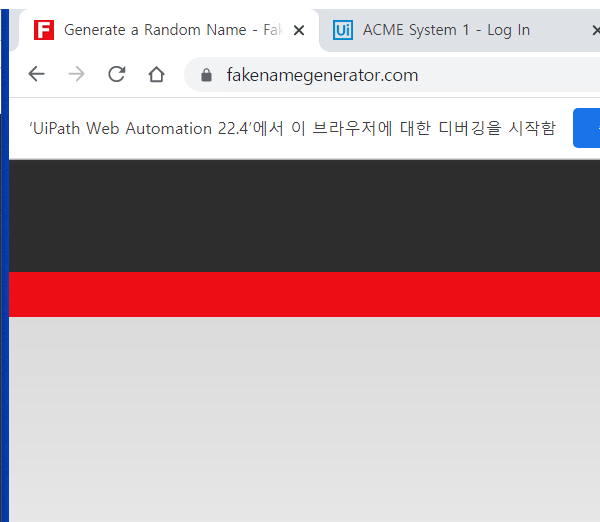 Generate a Random Name - Fak
ACME System 1 - Log In
fakenamegenerator.com
'UiPath Web Automation 22.4'에서 이 브라우저에 대한 디버깅을 시작함